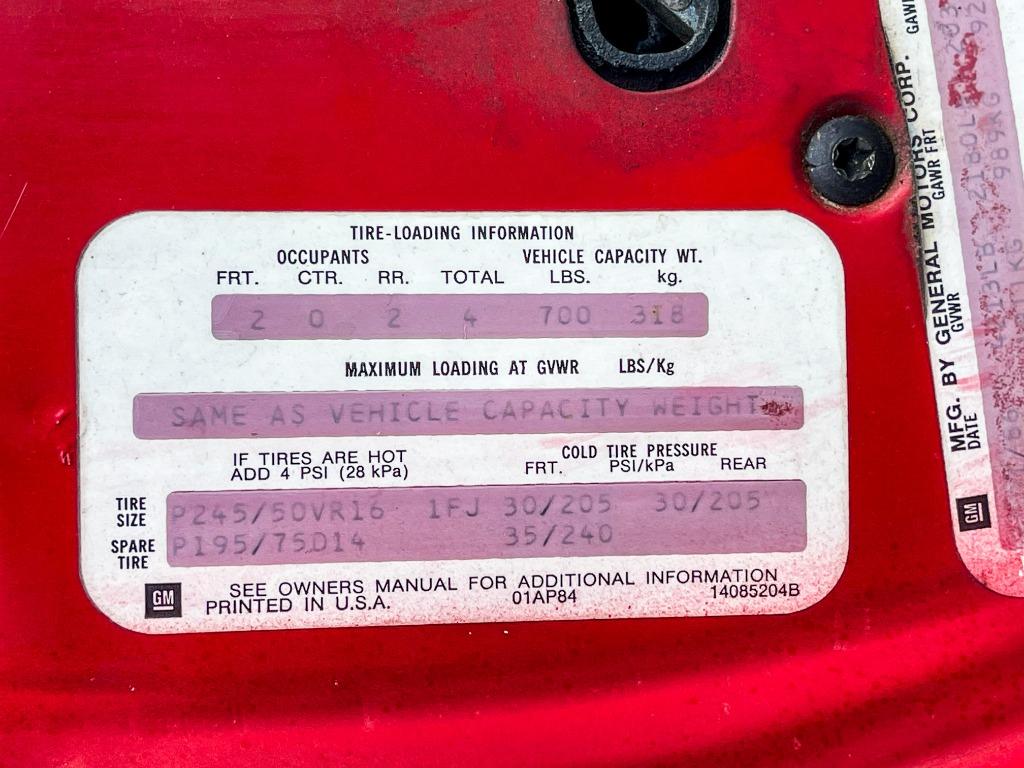 TIRE-LOADING INFORMATION
OCCUPANTS VEHICLE CAPACITY WT.
FRT. CTR. RR. TOTAL LBS. kg.
2 0 2 4 700 318
MAXIMUM LOADING AT GVWR LBS/Kg
SAME AS VEHICLE CAPACITY WEIGHT
IF TIRES ARE HOT
ADD 4 PSI (28 kPa)
COLD TIRE PRESSURE
FRT. PSI/kPa REAR
TIRE SIZE P245/50VR16 1FJ 30/205 30/205
SPARE TIRE P195/75D14 35/240
GM SEE OWNERS MANUAL FOR ADDITIONAL INFORMATION
PRINTED IN U.S.A. 01AP84 14085204B
MFG. BY GENERAL MOTORS CORP.
DATE GVWR GAWR FRT GAWR
GM